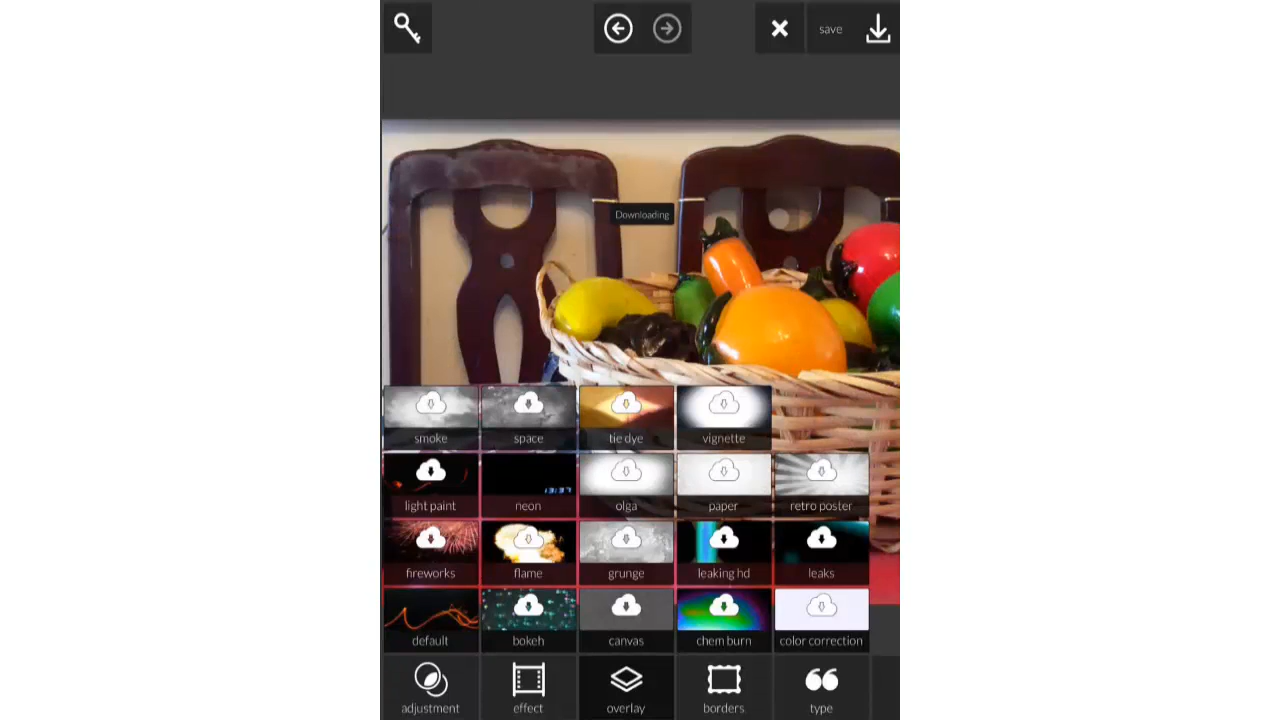 save
Downloading
smoke space tie dye vignette
light paint neon olga paper retro poster
fireworks flame grunge leaking hd leaks
default bokeh canvas chem burn color correction
adjustment effect overlay borders type